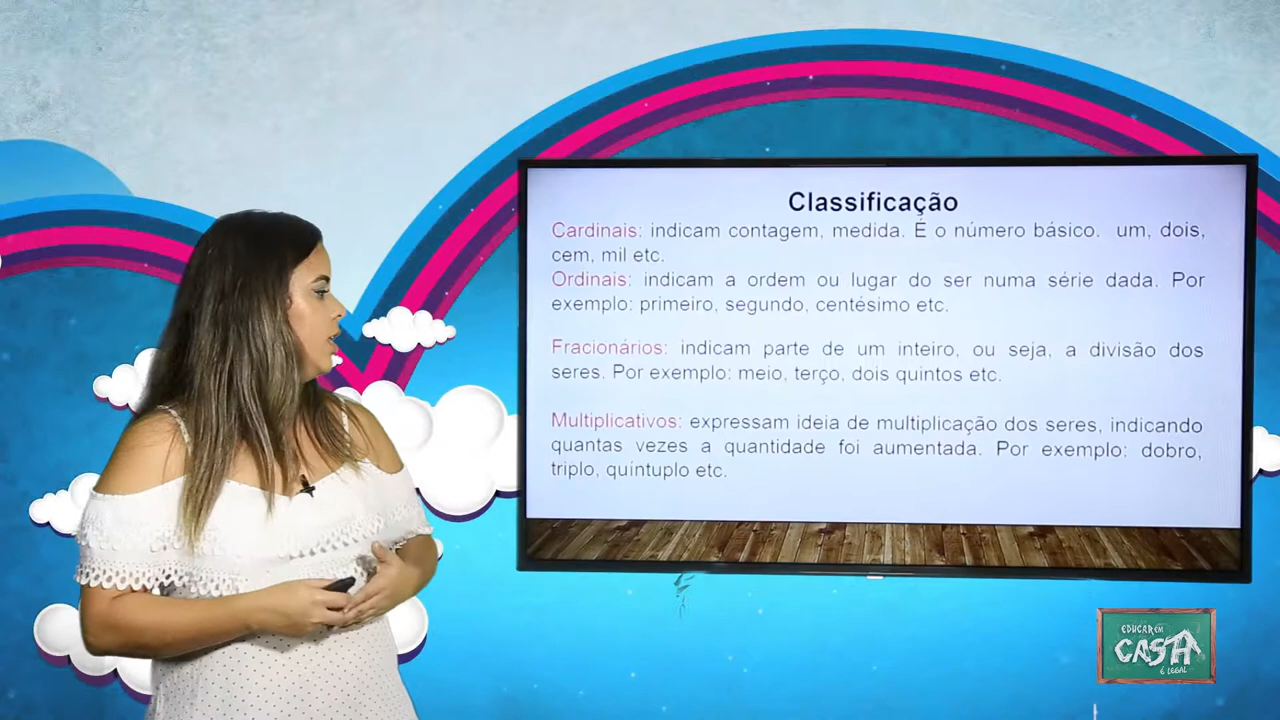 Classificação
Cardinais: indicam contagem, medida. É o número básico. um, dois,
cem, mil etc.
Ordinais: indicam a ordem ou lugar do ser numa série dada. Por
exemplo: primeiro, segundo, centésimo etc.
Fracionários: indicam parte de um inteiro, ou seja, a divisão dos
seres. Por exemplo: meio, terço, dois quintos etc.
Multiplicativos: expressam ideia de multiplicação dos seres, indicando
quantas vezes a quantidade foi aumentada. Por exemplo: dobro,
triplo, quíntuplo etc.
EDUCAR EM
CASA
É LEGAL